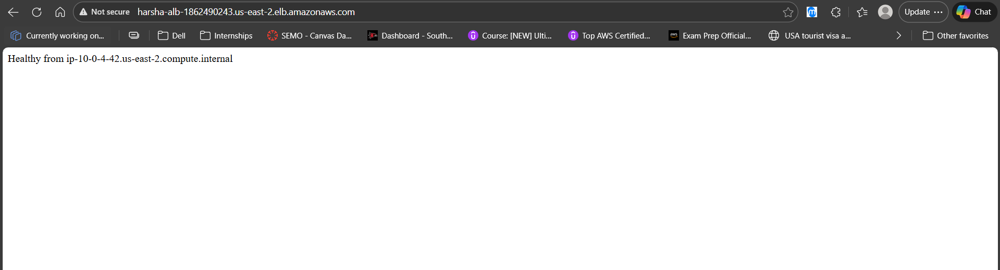 Not secure harsha-alb-1862490243.us-east-2.elb.amazonaws.com Update Chat
Currently working on... Dell Internships SEMO - Canvas Da... Dashboard - South... Course: [NEW] Ulti... Top AWS Certified... aws Exam Prep Official... USA tourist visa a... Other favorites
Healthy from ip-10-0-4-42.us-east-2.compute.internal